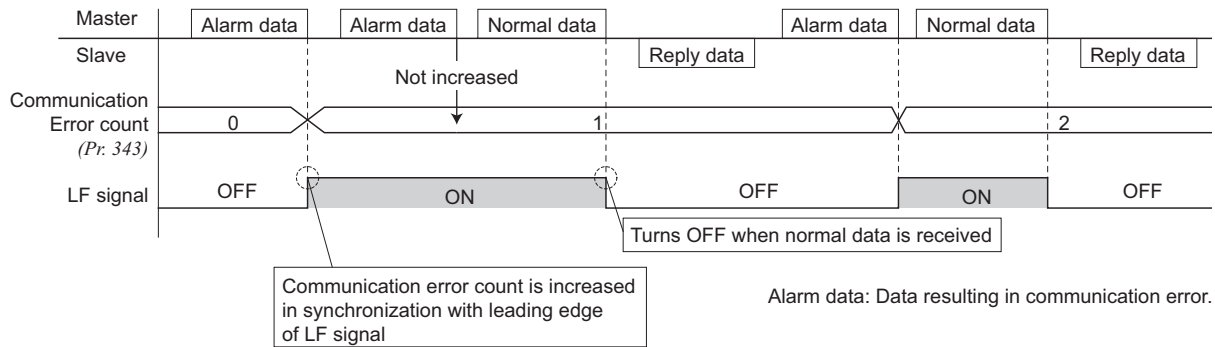 Master
Alarm data
Alarm data
Normal data
Alarm data
Normal data
Slave
Reply data
Reply data
Not increased
Communication
Error count
(Pr. 343)
0
1
2
LF signal
OFF
ON
OFF
ON
OFF
Turns OFF when normal data is received
Communication error count is increased
in synchronization with leading edge
of LF signal
Alarm data: Data resulting in communication error.